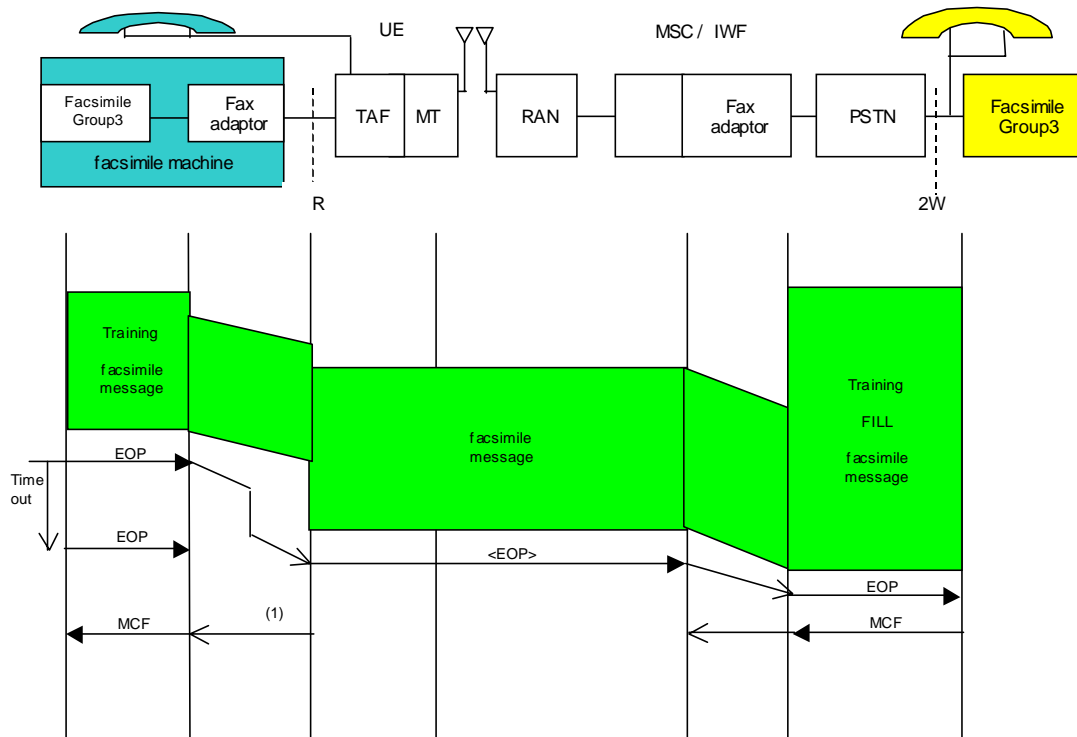 UE
MSC / IWF
Facsimile
Group3
Fax
adaptor
facsimile machine
TAF
MT
RAN
Fax
adaptor
PSTN
Facsimile
Group3
R
2W
Training
facsimile
message
facsimile
message
Training
FILL
facsimile
message
EOP
Time
out
EOP
<EOP>
EOP
(1)
MCF
MCF